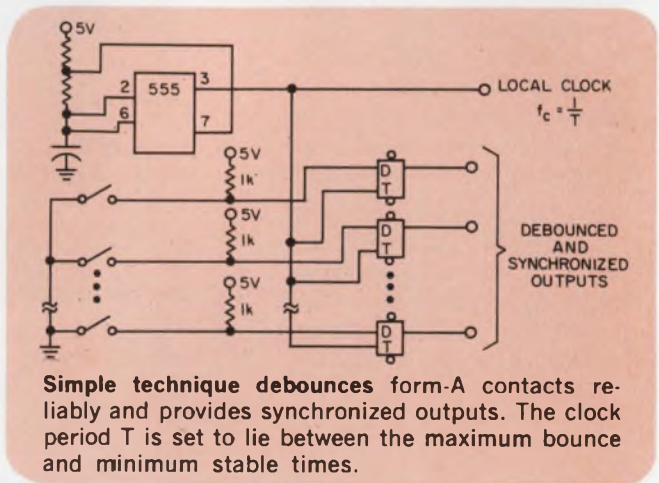 5V
2 555 3
6 7
LOCAL CLOCK
fc = 1/T
5V
1k
D
T
5V
1k
D
T
DEBOUNCED
AND
SYNCHRONIZED
OUTPUTS
5V
1k
D
T
Simple technique debounces form-A contacts re-
liably and provides synchronized outputs. The clock
period T is set to lie between the maximum bounce
and minimum stable times.